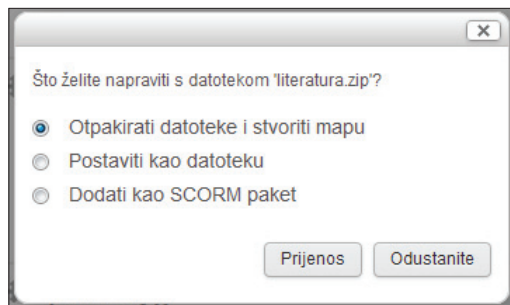 Što želite napraviti s datotekom 'literatura.zip'?
Otpakirati datoteke i stvoriti mapu
Postaviti kao datoteku
Dodati kao SCORM paket
Prijenos Odustanite